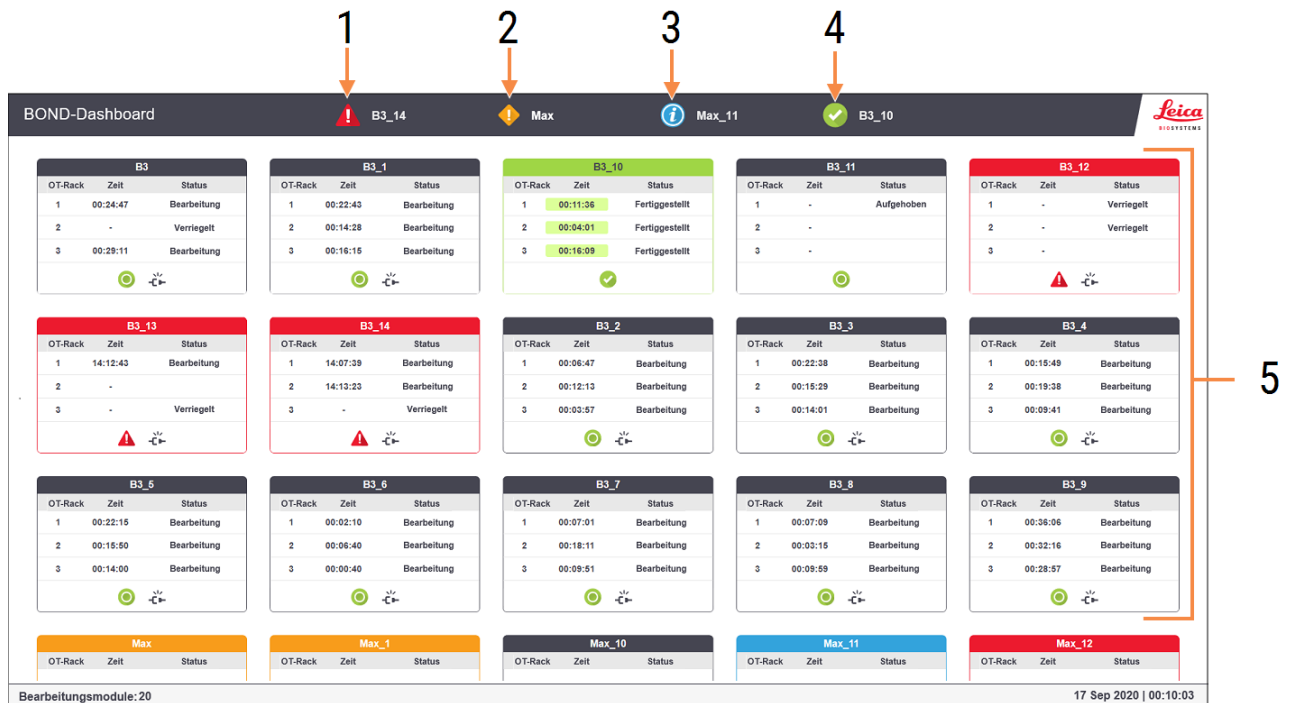 1 2 3 4
BOND-Dashboard B3_14 Max Max_11 B3_10 Leica
BIOSYSTEMS
B3 B3_1 B3_10 B3_11 B3_12
OT-Rack Zeit Status OT-Rack Zeit Status OT-Rack Zeit Status OT-Rack Zeit Status OT-Rack Zeit Status
1 00:24:47 Bearbeitung 1 00:22:43 Bearbeitung 1 00:11:36 Fertiggestellt 1 - Aufgehoben 1 - Verriegelt
2 - Verriegelt 2 00:14:28 Bearbeitung 2 00:04:01 Fertiggestellt 2 - 2 - Verriegelt
3 00:29:11 Bearbeitung 3 00:16:15 Bearbeitung 3 00:16:09 Fertiggestellt 3 - 3 -
B3_13 B3_14 B3_2 B3_3 B3_4
OT-Rack Zeit Status OT-Rack Zeit Status OT-Rack Zeit Status OT-Rack Zeit Status OT-Rack Zeit Status
1 14:12:43 Bearbeitung 1 14:07:39 Bearbeitung 1 00:06:47 Bearbeitung 1 00:22:38 Bearbeitung 1 00:15:49 Bearbeitung
2 - 2 14:13:23 Bearbeitung 2 00:12:13 Bearbeitung 2 00:15:29 Bearbeitung 2 00:19:38 Bearbeitung
5
3 - Verriegelt 3 - Verriegelt 3 00:03:57 Bearbeitung 3 00:14:01 Bearbeitung 3 00:09:41 Bearbeitung
B3_5 B3_6 B3_7 B3_8 B3_9
OT-Rack Zeit Status OT-Rack Zeit Status OT-Rack Zeit Status OT-Rack Zeit Status OT-Rack Zeit Status
1 00:22:15 Bearbeitung 1 00:02:10 Bearbeitung 1 00:07:01 Bearbeitung 1 00:07:09 Bearbeitung 1 00:36:06 Bearbeitung
2 00:15:50 Bearbeitung 2 00:06:40 Bearbeitung 2 00:18:11 Bearbeitung 2 00:03:15 Bearbeitung 2 00:32:16 Bearbeitung
3 00:14:00 Bearbeitung 3 00:00:40 Bearbeitung 3 00:09:51 Bearbeitung 3 00:09:59 Bearbeitung 3 00:28:57 Bearbeitung
Max Max_1 Max_10 Max_11 Max_12
OT-Rack Zeit Status OT-Rack Zeit Status OT-Rack Zeit Status OT-Rack Zeit Status OT-Rack Zeit Status
Bearbeitungsmodule: 20 17 Sep 2020 | 00:10:03